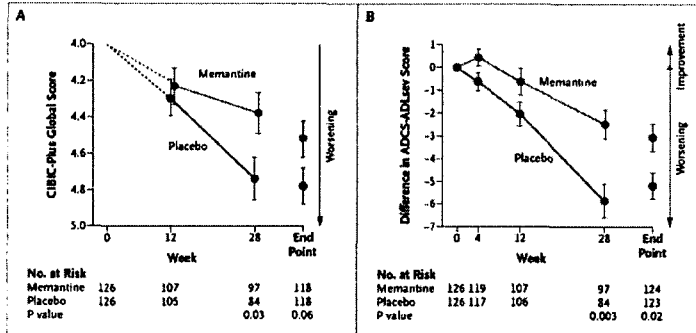 A
CIBIC-Plus Global Score
4.0
4.2
4.4
4.6
4.8
5.0
Memantine
Placebo
Worsening
0 12 28 End Point
Week
No. at Risk
Memantine 126 107 97 118
Placebo 126 105 84 118
P value 0.03 0.06
B
Difference in ADCS-ADLsev Score
1
0
-1
-2
-3
-4
-5
-6
-7
Memantine
Placebo
Improvement
Worsening
0 4 12 28 End Point
Week
No. at Risk
Memantine 126 119 107 97 124
Placebo 126 117 106 84 123
P value 0.003 0.02